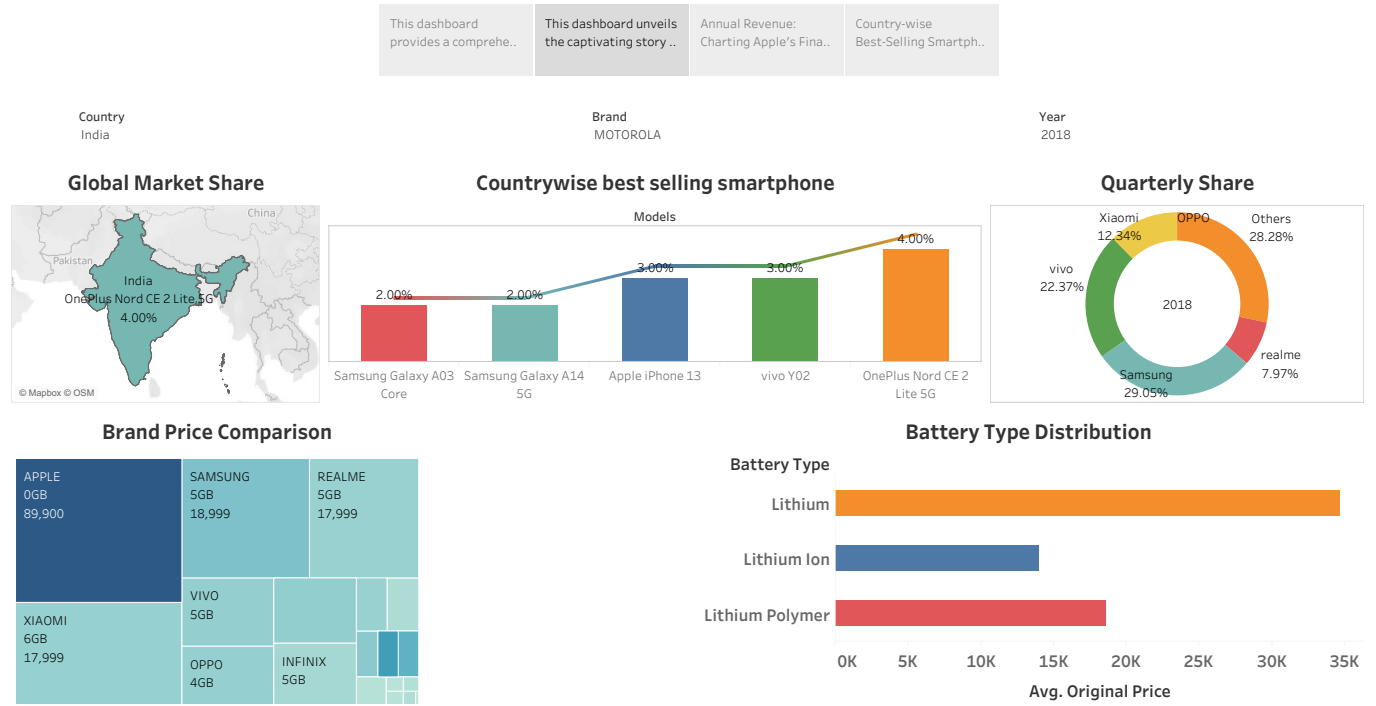 This dashboard
provides a comprehe..
This dashboard unveils
the captivating story ..
Annual Revenue:
Charting Apple's Fina..
Country-wise
Best-Selling Smartph..
Country
India
Brand
MOTOROLA
Year
2018
Global Market Share
China
Pakistan
India
OnePlus Nord CE 2 Lite 5G
4.00%
© Mapbox © OSM
Countrywise best selling smartphone
Models
2.00%
2.00%
3.00%
3.00%
4.00%
Samsung Galaxy A03
Core
Samsung Galaxy A14
5G
Apple iPhone 13
vivo Y02
OnePlus Nord CE 2
Lite 5G
Quarterly Share
Xiaomi
12.34%
OPPO
Others
28.28%
vivo
22.37%
2018
realme
7.97%
Samsung
29.05%
Brand Price Comparison
APPLE
0GB
89,900
SAMSUNG
5GB
18,999
REALME
5GB
17,999
XIAOMI
6GB
17,999
VIVO
5GB
OPPO
4GB
INFINIX
5GB
Battery Type Distribution
Battery Type
Lithium
Lithium Ion
Lithium Polymer
0K 5K 10K 15K 20K 25K 30K 35K
Avg. Original Price